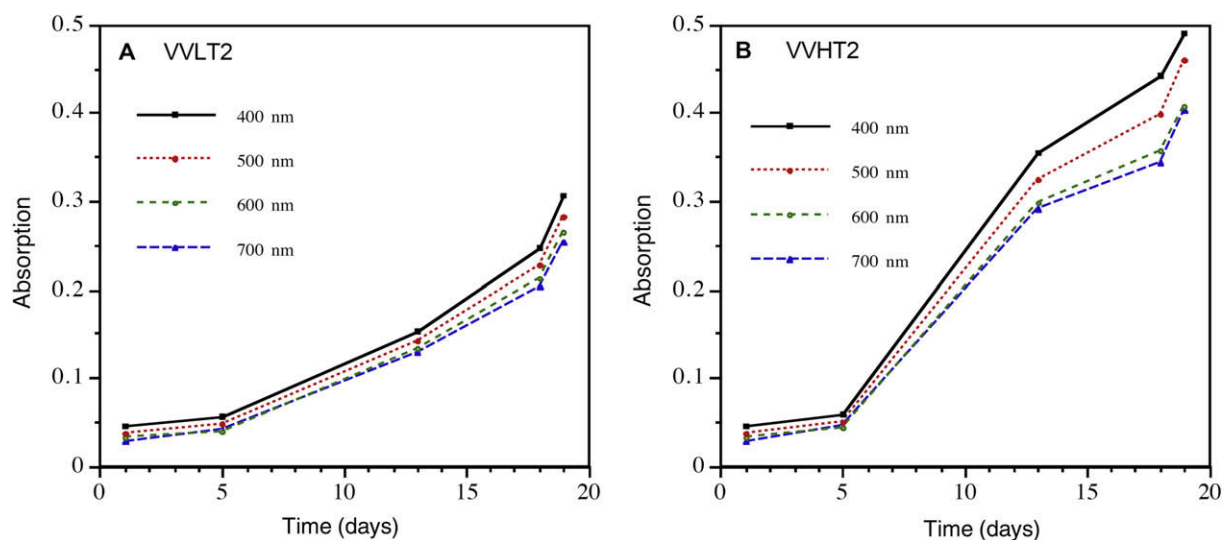 A VVLT2
400 nm
500 nm
600 nm
700 nm
0.5
0.4
0.3
0.2
0.1
0
Absorption
0 5 10 15 20
Time (days)
B VVHT2
400 nm
500 nm
600 nm
700 nm
0.5
0.4
0.3
0.2
0.1
0
Absorption
0 5 10 15 20
Time (days)